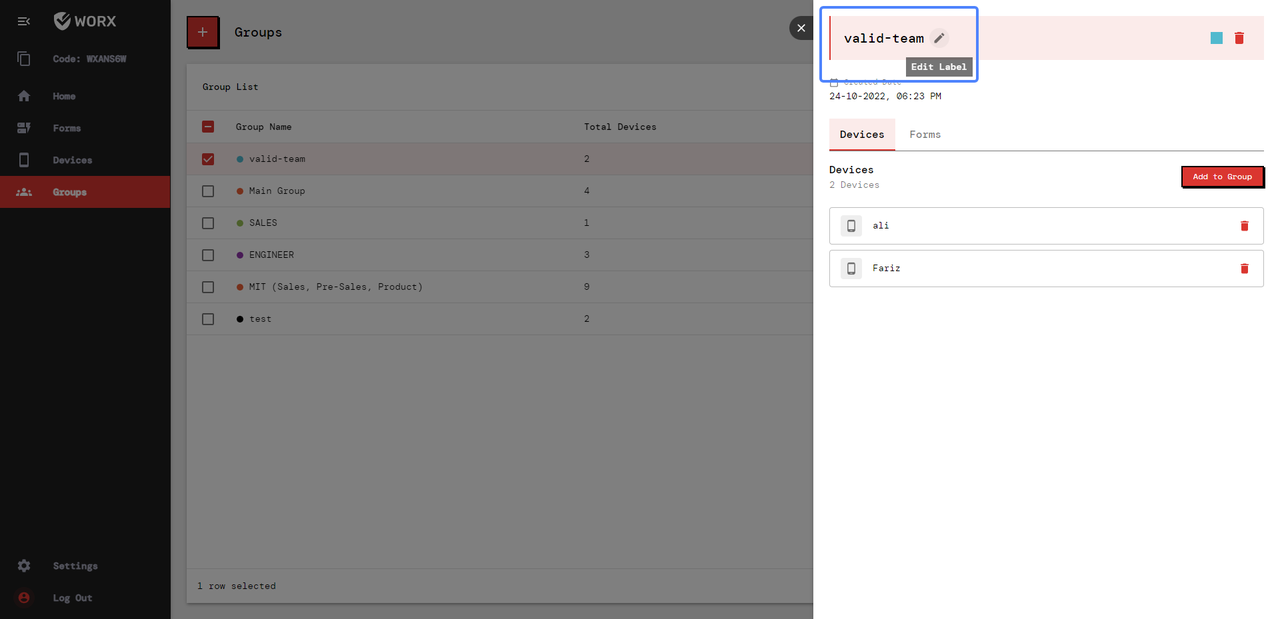 WORX
Code: WXANS6W
Home
Forms
Devices
Groups
Settings
Log Out
Groups
Group List
Group Name Total Devices
valid-team 2
Main Group 4
SALES 1
ENGINEER 3
MIT (Sales, Pre-Sales, Product) 9
test 2
1 row selected
valid-team
Edit Label
Created Date
24-10-2022, 06:23 PM
Devices Forms
Devices
2 Devices
Add to Group
ali
Fariz